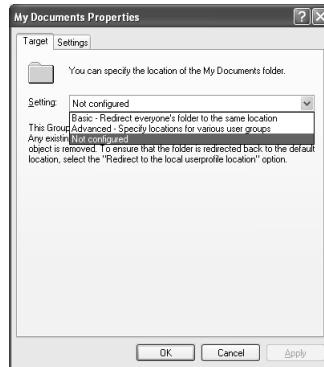 My Documents Properties
Target Settings
You can specify the location of the My Documents folder.
Setting: Not configured
Basic - Redirect everyone's folder to the same location
This Group Advanced - Specify locations for various user groups
Any existin Not configured
object is removed. To ensure that the folder is redirected back to the default
location, select the "Redirect to the local userprofile location" option.
OK Cancel Apply